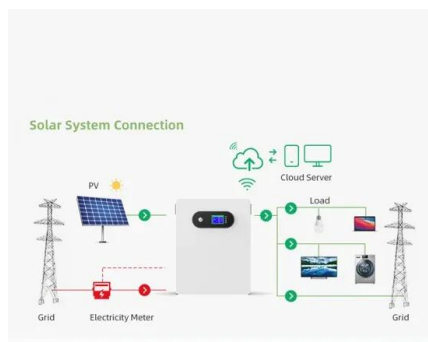 Solar System Connection
Cloud Server
PV
Load
Grid
Electricity Meter
Grid